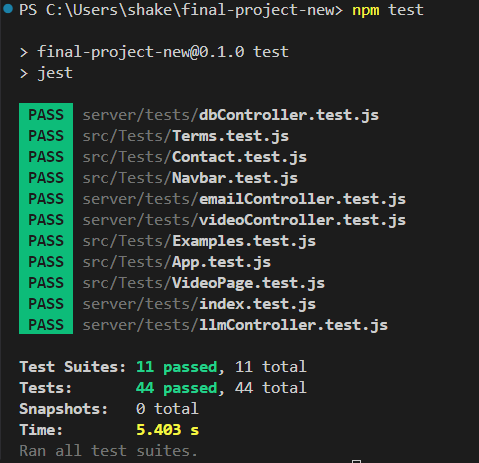 PS C:\Users\shake\final-project-new> npm test
> final-project-new@0.1.0 test
> jest
PASS server/tests/dbController.test.js
PASS src/Tests/Terms.test.js
PASS src/Tests/Contact.test.js
PASS src/Tests/Navbar.test.js
PASS server/tests/emailController.test.js
PASS server/tests/videoController.test.js
PASS src/Tests/Examples.test.js
PASS src/Tests/App.test.js
PASS src/Tests/VideoPage.test.js
PASS server/tests/index.test.js
PASS server/tests/llmController.test.js
Test Suites: 11 passed, 11 total
Tests: 44 passed, 44 total
Snapshots: 0 total
Time: 5.403 s
Ran all test suites.